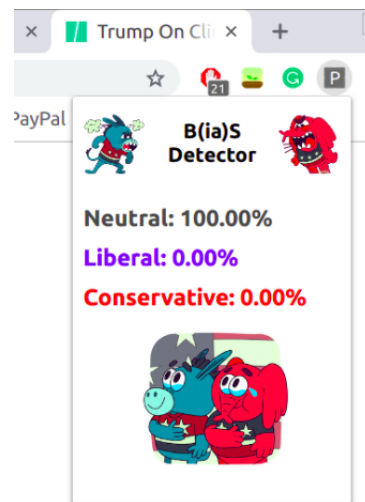 Trump On Cli
21
P
PayPal
B(ia)S
Detector
Neutral: 100.00%
Liberal: 0.00%
Conservative: 0.00%